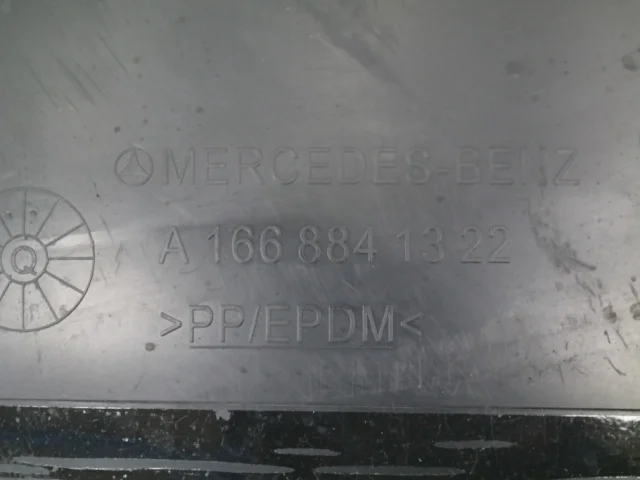 MERCEDES-BENZ
Q
A 166 884 13 22
>PP/EPDM<